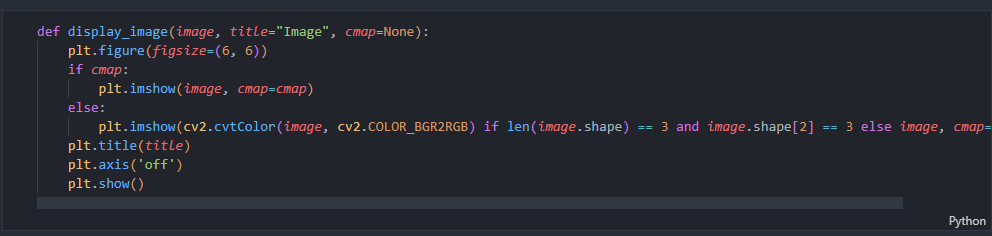 def display_image(image, title="Image", cmap=None):
    plt.figure(figsize=(6, 6))
    if cmap:
        plt.imshow(image, cmap=cmap)
    else:
        plt.imshow(cv2.cvtColor(image, cv2.COLOR_BGR2RGB) if len(image.shape) == 3 and image.shape[2] == 3 else image, cmap=
    plt.title(title)
    plt.axis('off')
    plt.show()
Python